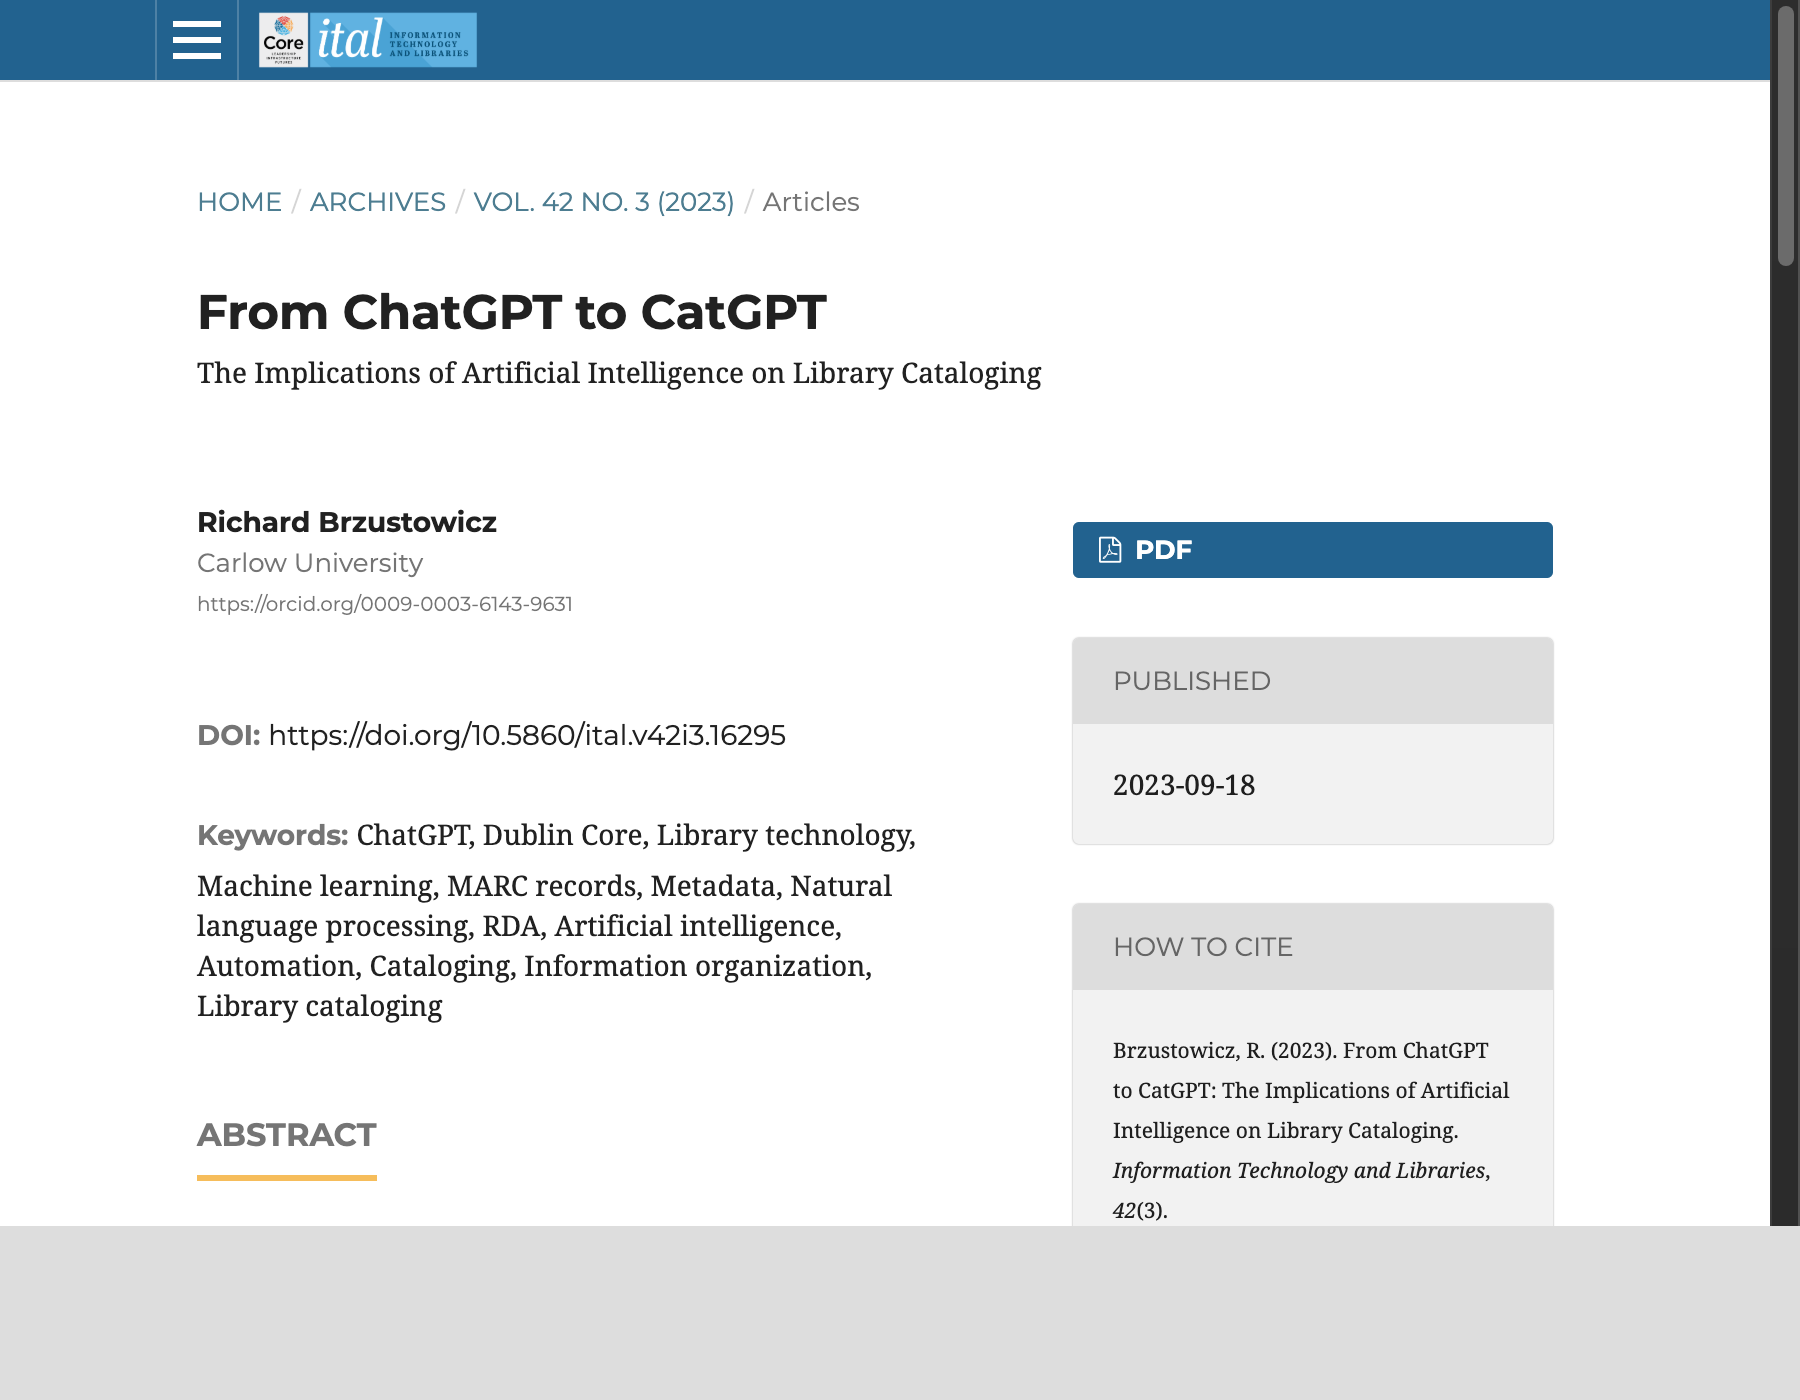 Core
LEADERSHIP
INFRASTRUCTURE
FUTURES
ital
INFORMATION
TECHNOLOGY
AND LIBRARIES
HOME / ARCHIVES / VOL. 42 NO. 3 (2023) / Articles
From ChatGPT to CatGPT
The Implications of Artificial Intelligence on Library Cataloging
Richard Brzustowicz
Carlow University
https://orcid.org/0009-0003-6143-9631
DOI: https://doi.org/10.5860/ital.v42i3.16295
Keywords: ChatGPT, Dublin Core, Library technology,
Machine learning, MARC records, Metadata, Natural
language processing, RDA, Artificial intelligence,
Automation, Cataloging, Information organization,
Library cataloging
ABSTRACT
PDF
PUBLISHED
2023-09-18
HOW TO CITE
Brzustowicz, R. (2023). From ChatGPT
to CatGPT: The Implications of Artificial
Intelligence on Library Cataloging.
Information Technology and Libraries,
42(3).